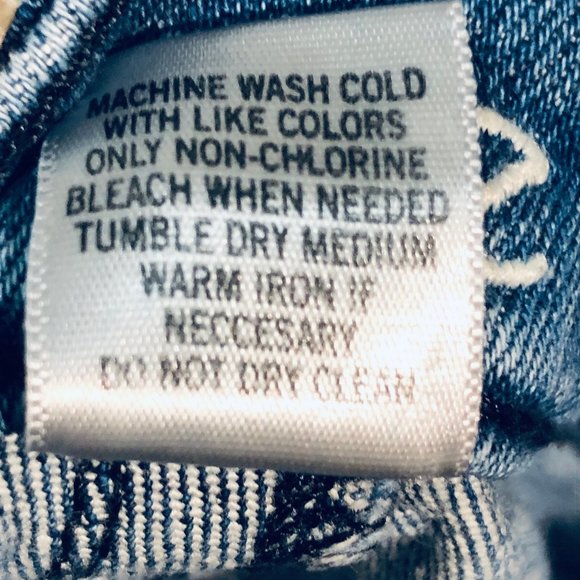 MACHINE WASH COLD
WITH LIKE COLORS
ONLY NON-CHLORINE
BLEACH WHEN NEEDED
TUMBLE DRY MEDIUM
WARM IRON IF
NECCESARY
DO NOT DRY CLEAN